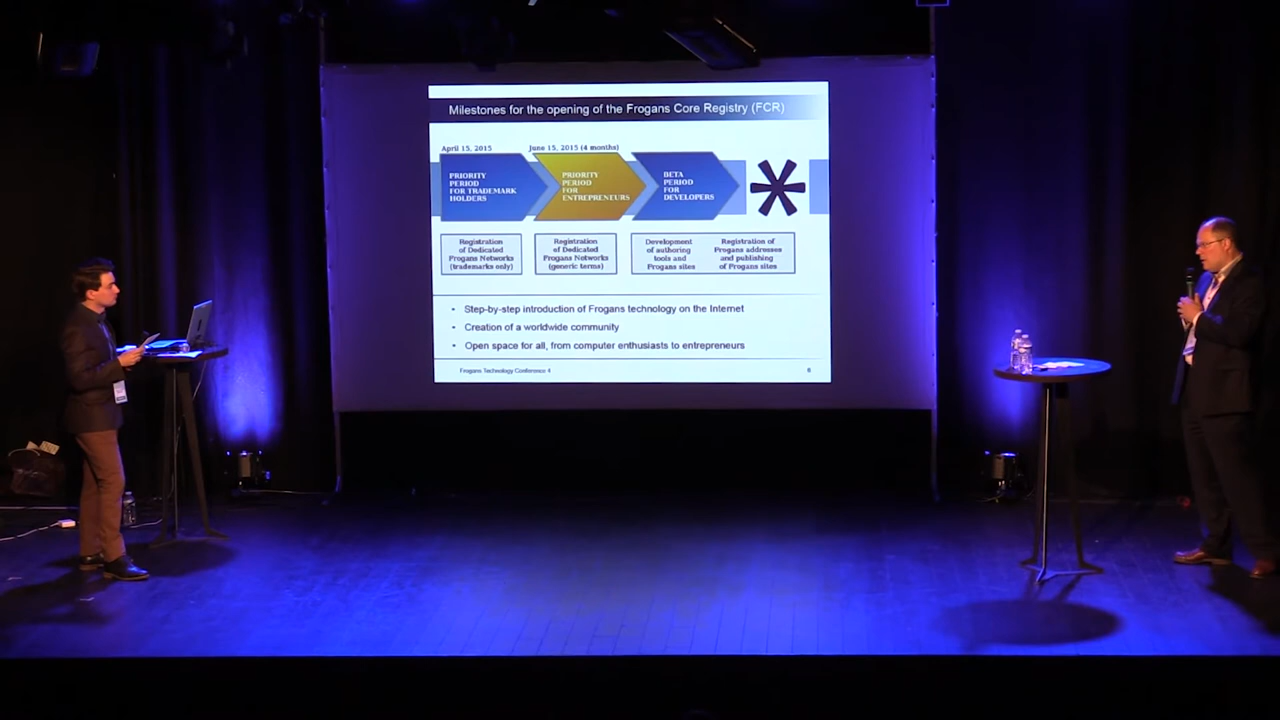 Milestones for the opening of the Frogans Core Registry (FCR)
April 15, 2015
June 15, 2015 (4 months)
PRIORITY
PERIOD
FOR TRADEMARK
HOLDERS
PRIORITY
PERIOD
FOR
ENTREPRENEURS
BETA
PERIOD
FOR
DEVELOPERS
Registration
of Dedicated
Frogans Networks
(trademarks only)
Registration
of Dedicated
Frogans Networks
(generic terms)
Development
of authoring
tools and
Frogans sites
Registration of
Frogans addresses
and publishing
of Frogans sites
• Step-by-step introduction of Frogans technology on the Internet
• Creation of a worldwide community
• Open space for all, from computer enthusiasts to entrepreneurs
Frogans Technology Conference 4
6